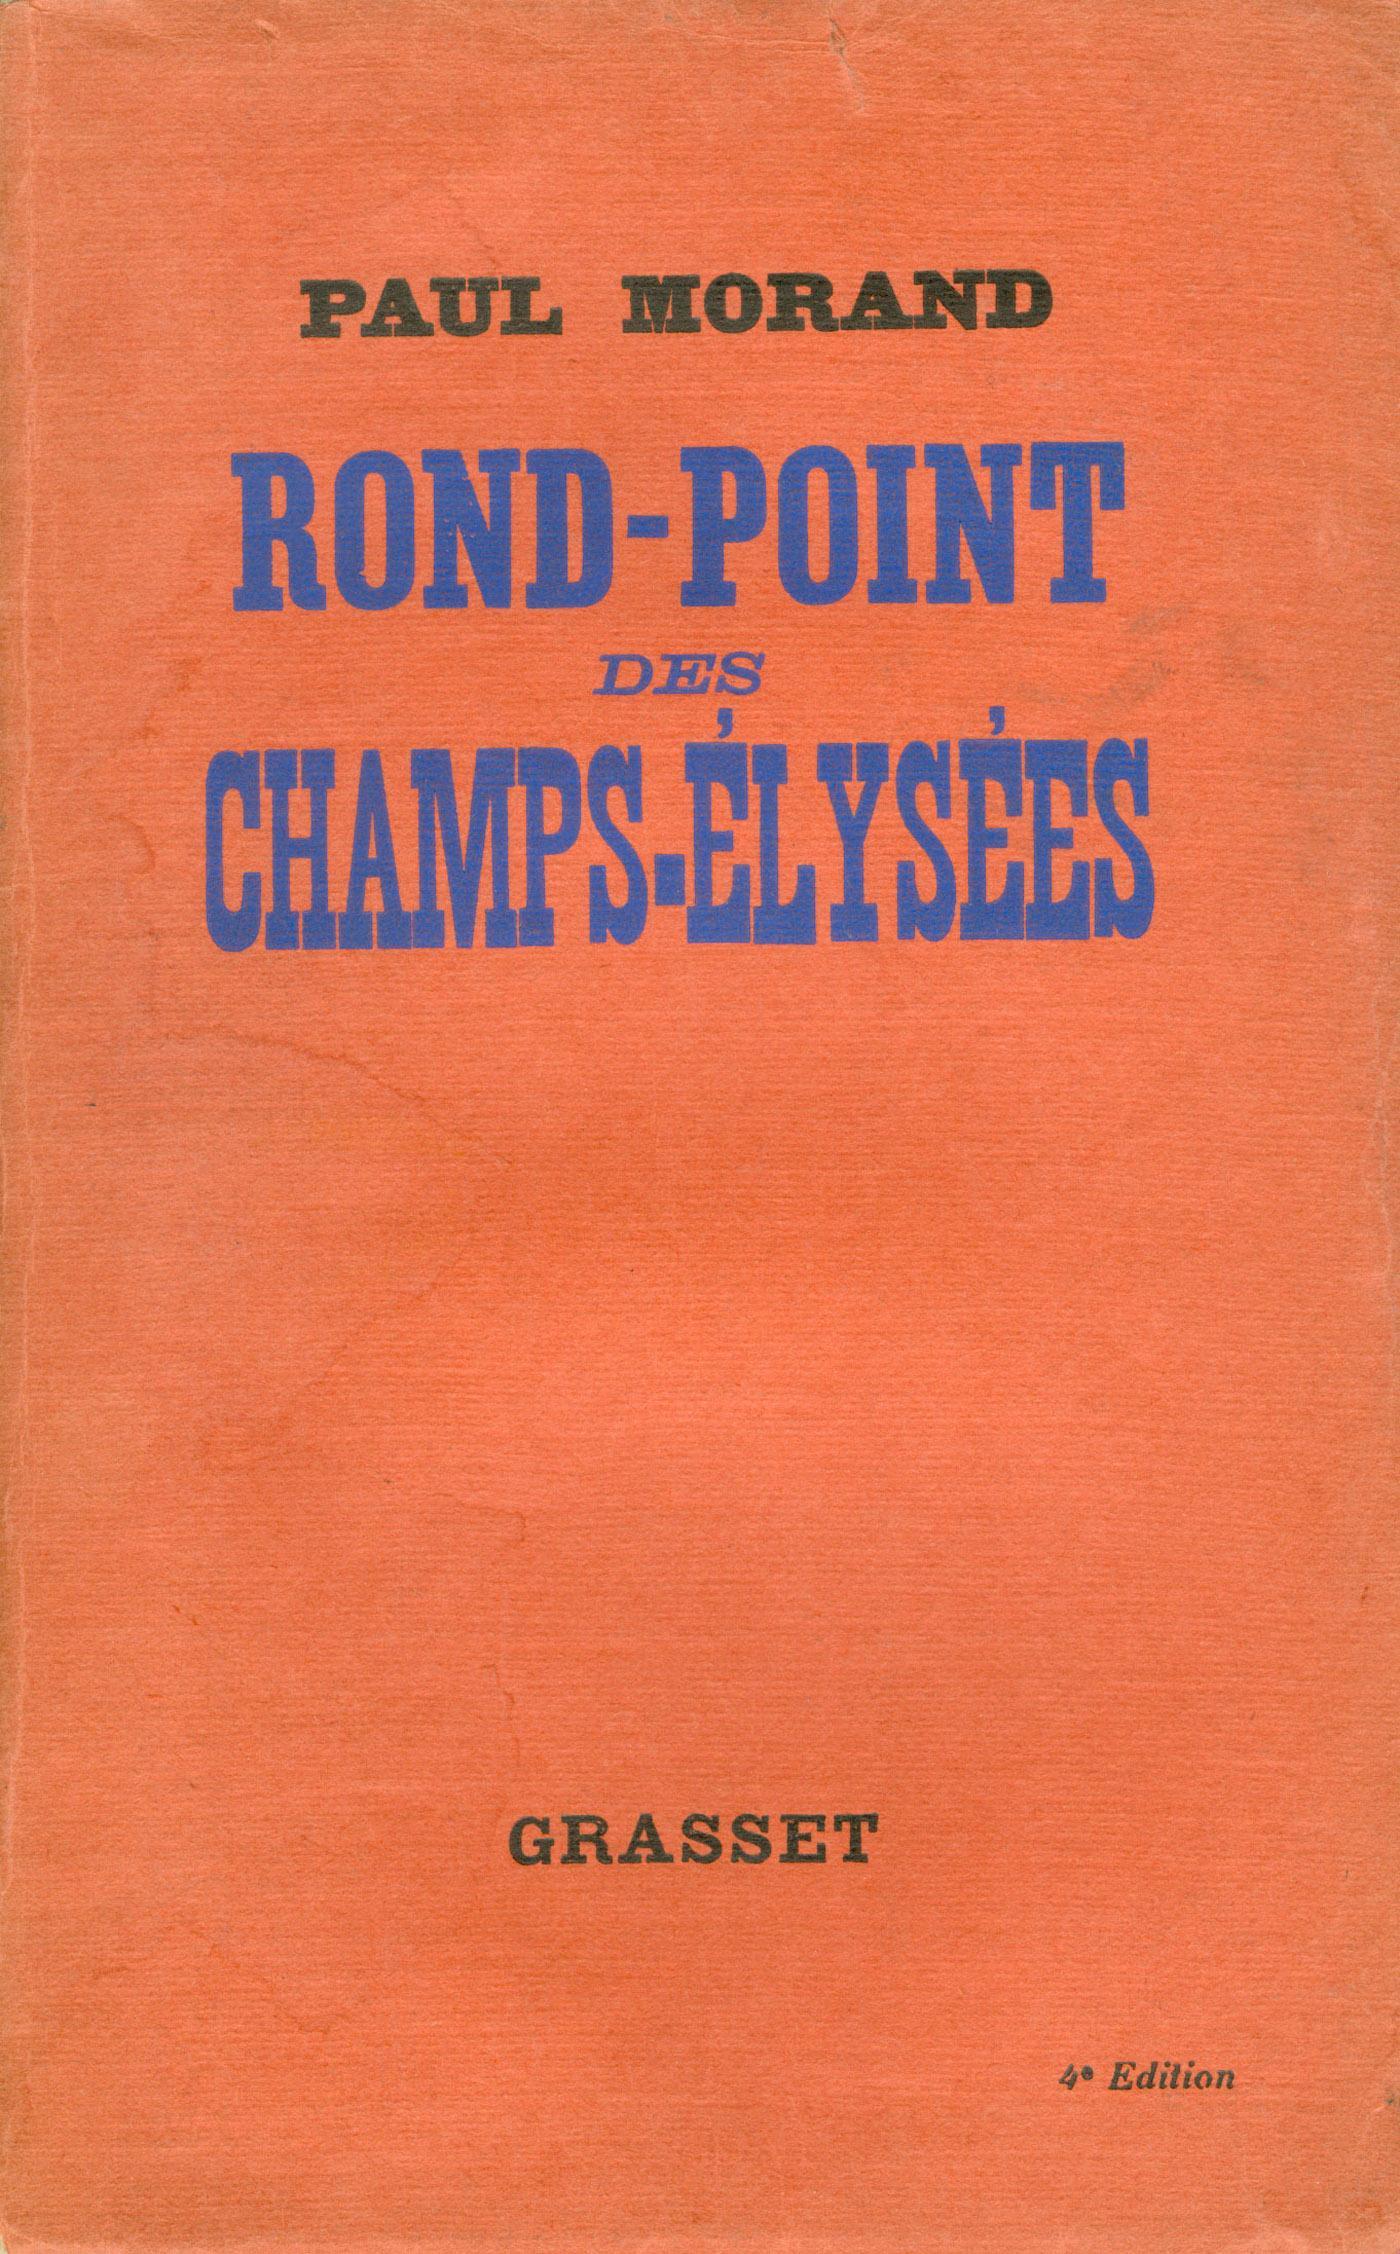 PAUL MORAND
ROND-POINT
DES
CHAMPS-ÉLYSÉES
GRASSET
4e Edition